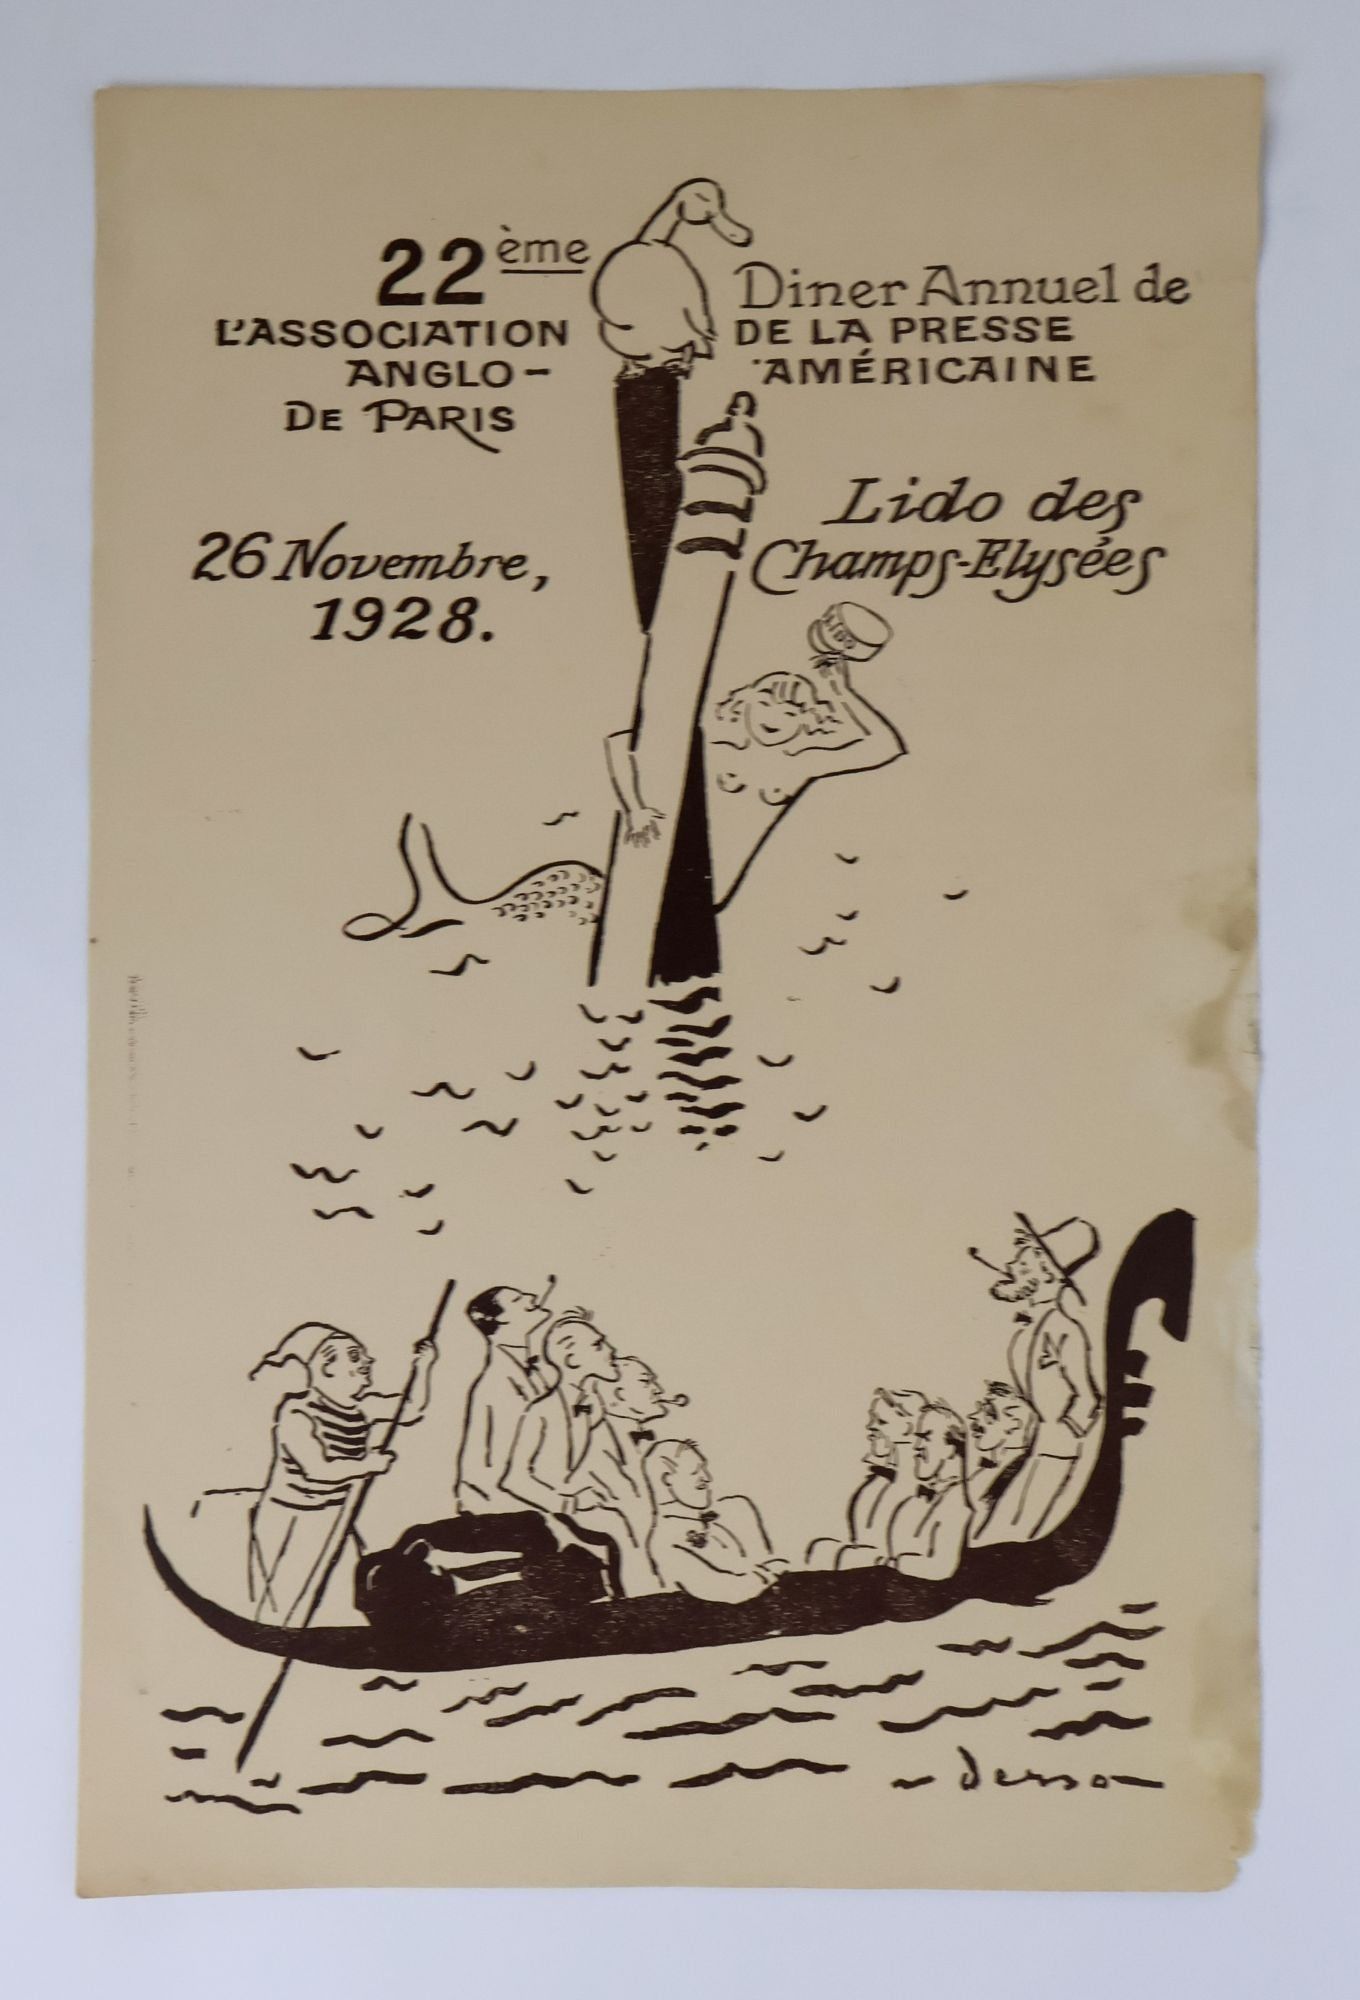 22ème Diner Annuel de
L'ASSOCIATION DE LA PRESSE
ANGLO- AMÉRICAINE
DE PARIS
26 Novembre,
1928.
Lido des
Champs-Elysées
derso